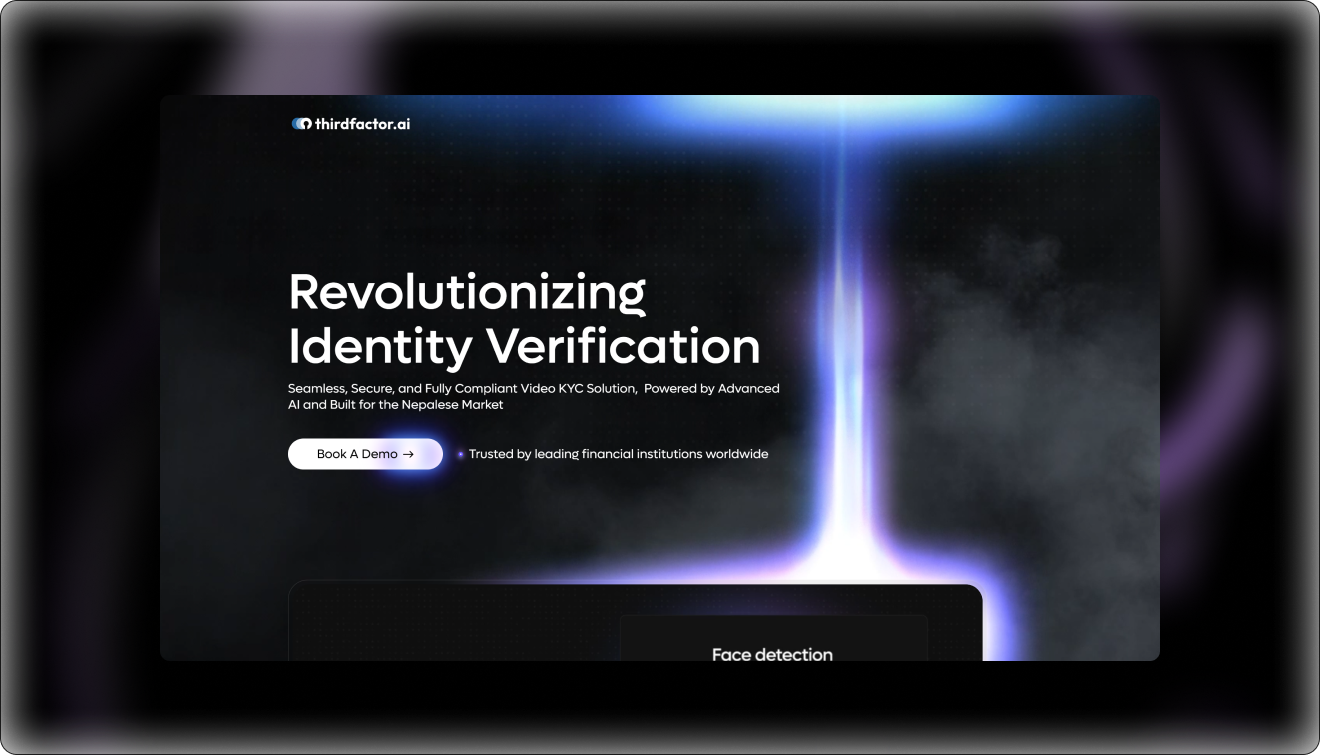 thirdfactor.ai
Revolutionizing
Identity Verification
Seamless, Secure, and Fully Compliant Video KYC Solution,  Powered by Advanced
AI and Built for the Nepalese Market
Book A Demo →
Trusted by leading financial institutions worldwide
Face detection